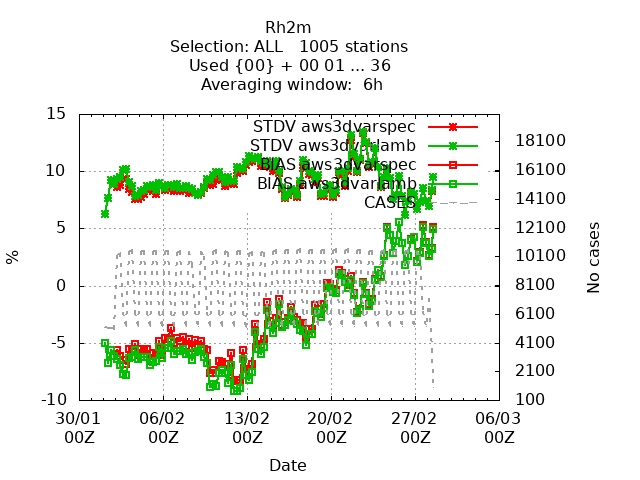 Rh2m
Selection: ALL   1005 stations
Used {00} + 00 01 ... 36
Averaging window:  6h
STDV aws3dvarspec
STDV aws3dvarlamb
BIAS aws3dvarspec
BIAS aws3dvarlamb
CASES
15
10
5
0
-5
-10
%
18100
16100
14100
12100
10100
8100
6100
4100
2100
100
No cases
30/01 06/02 13/02 20/02 27/02 06/03
00Z 00Z 00Z 00Z 00Z 00Z
Date